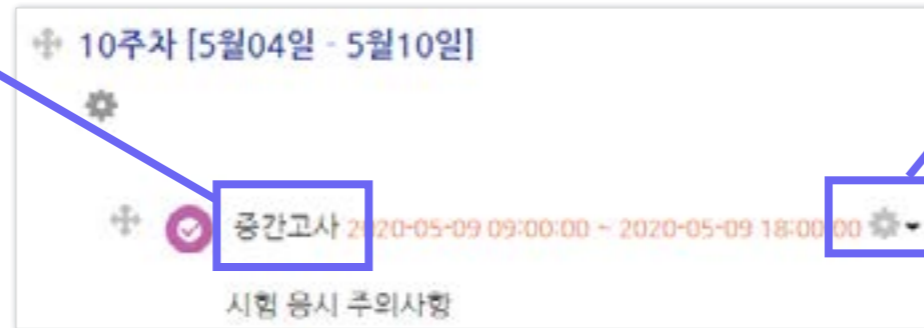 10주차 [5월04일 - 5월10일]
중간고사 2020-05-09 09:00:00 ~ 2020-05-09 18:00:00
시험 응시 주의사항